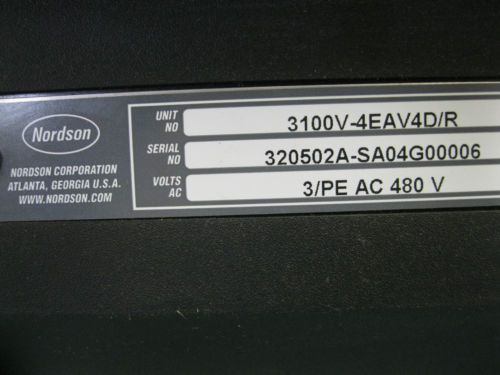 Nordson
NORDSON CORPORATION
ATLANTA, GEORGIA U.S.A.
WWW.NORDSON.COM
UNIT
NO
3100V-4EAV4D/R
SERIAL
NO
320502A-SA04G00006
VOLTS
AC
3/PE AC 480 V